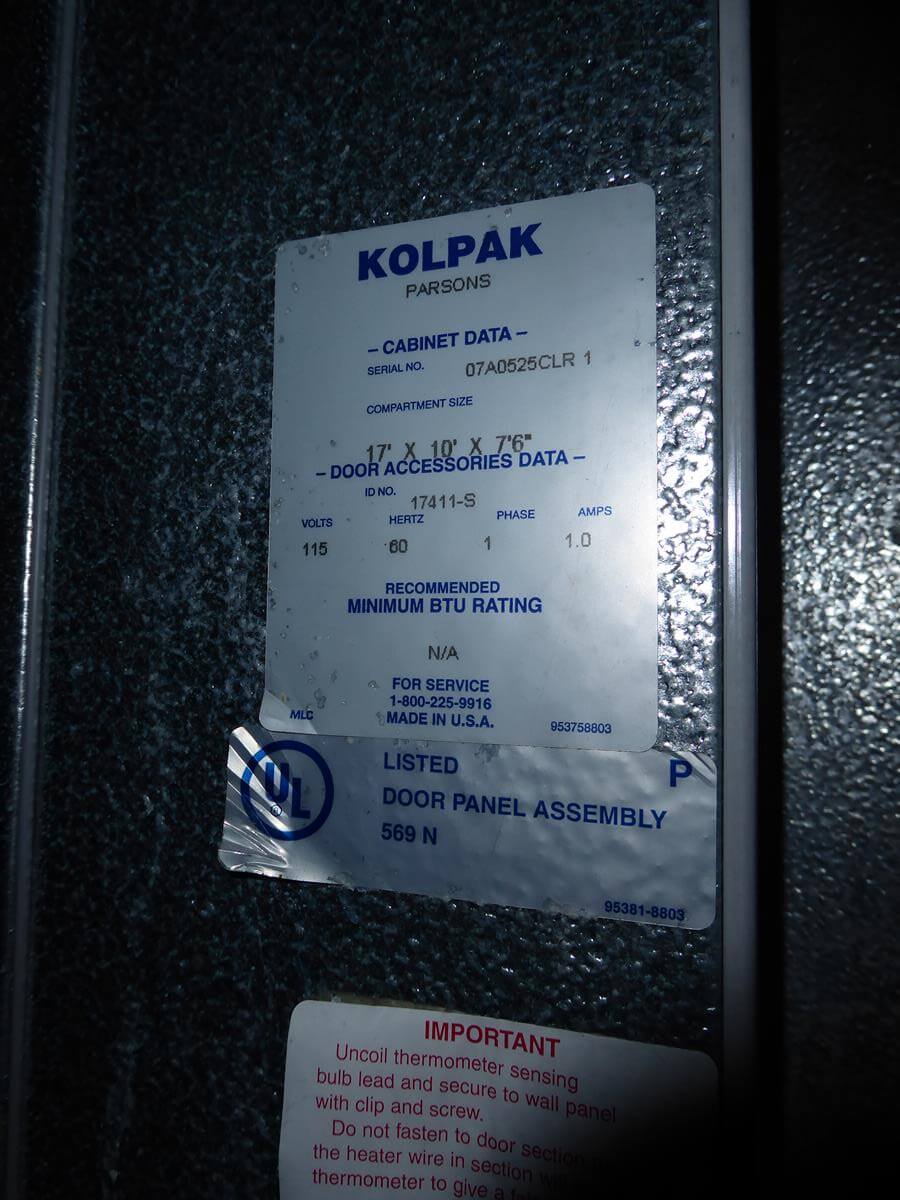 KOLPAK
PARSONS
– CABINET DATA –
SERIAL NO. 07A0525CLR 1
COMPARTMENT SIZE
17' X 10' X 7'6"
– DOOR ACCESSORIES DATA –
ID NO. 17411-S
VOLTS HERTZ PHASE AMPS
115 60 1 1.0
RECOMMENDED
MINIMUM BTU RATING
N/A
FOR SERVICE
1-800-225-9916
MLC MADE IN U.S.A. 953758803
UL ®
LISTED P
DOOR PANEL ASSEMBLY
569 N
95381-8803
IMPORTANT
Uncoil thermometer sensing
bulb lead and secure to wall panel
with clip and screw.
Do not fasten to door section
the heater wire in section
thermometer to give a